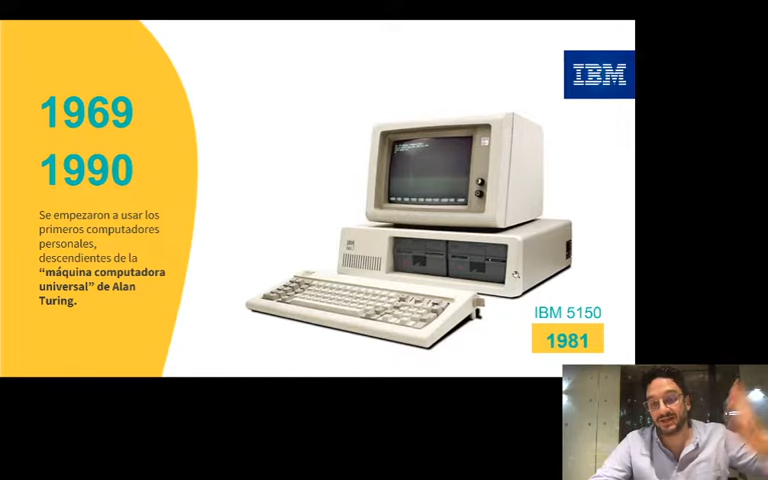 IBM
1969
1990
Se empezaron a usar los
primeros computadores
personales,
descendientes de la
“máquina computadora
universal” de Alan
Turing.
IBM 5150
1981